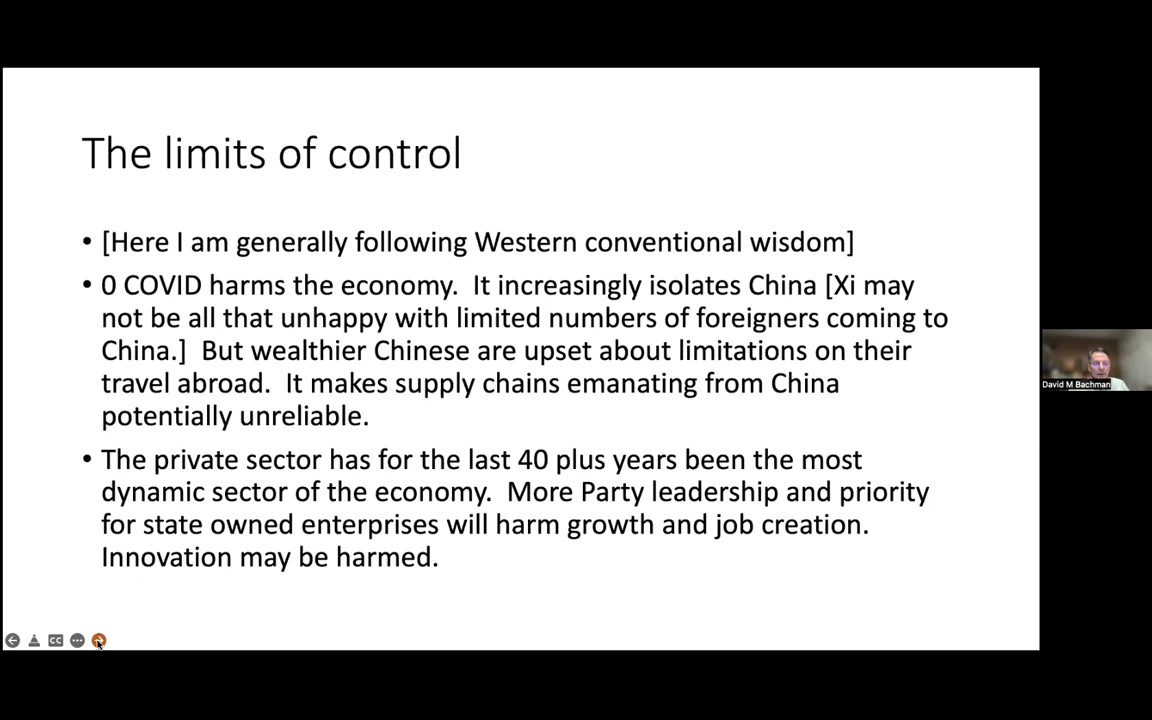 The limits of control
• [Here I am generally following Western conventional wisdom]
• 0 COVID harms the economy.  It increasingly isolates China [Xi may
not be all that unhappy with limited numbers of foreigners coming to
China.]  But wealthier Chinese are upset about limitations on their
travel abroad.  It makes supply chains emanating from China
potentially unreliable.
• The private sector has for the last 40 plus years been the most
dynamic sector of the economy.  More Party leadership and priority
for state owned enterprises will harm growth and job creation.
Innovation may be harmed.
David M Bachman
CC